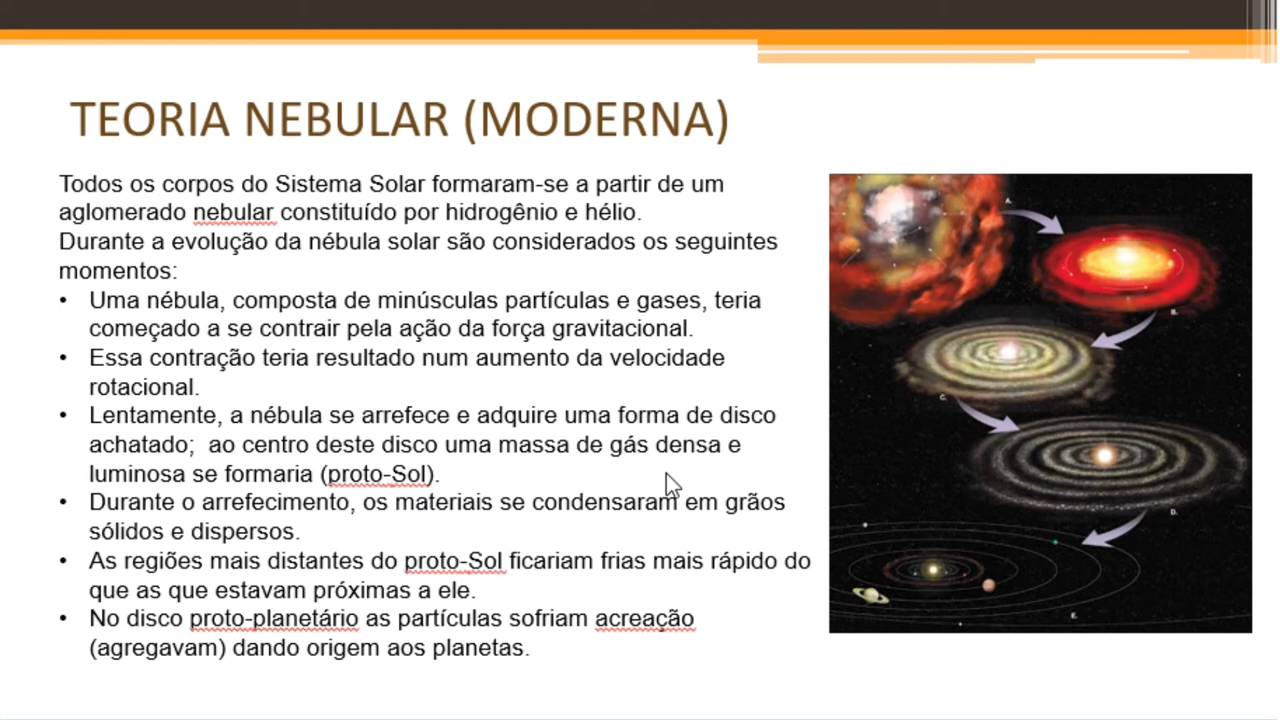 TEORIA NEBULAR (MODERNA)
Todos os corpos do Sistema Solar formaram-se a partir de um
aglomerado nebular constituído por hidrogênio e hélio.
Durante a evolução da nébula solar são considerados os seguintes
momentos:
• Uma nébula, composta de minúsculas partículas e gases, teria
começado a se contrair pela ação da força gravitacional.
• Essa contração teria resultado num aumento da velocidade
rotacional.
• Lentamente, a nébula se arrefece e adquire uma forma de disco
achatado;  ao centro deste disco uma massa de gás densa e
luminosa se formaria (proto-Sol).
• Durante o arrefecimento, os materiais se condensaram em grãos
sólidos e dispersos.
• As regiões mais distantes do proto-Sol ficariam frias mais rápido do
que as que estavam próximas a ele.
• No disco proto-planetário as partículas sofriam acreação
(agregavam) dando origem aos planetas.
A.
B.
C.
D.
E.